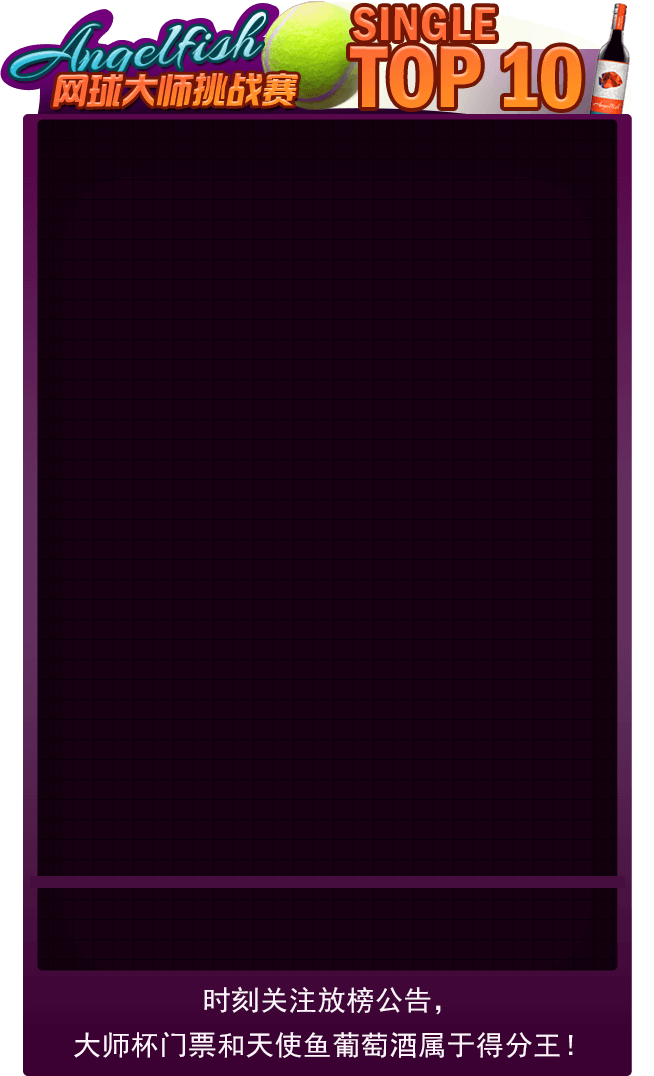 Angelfish
网球大师挑战赛
SINGLE
TOP 10
时刻关注放榜公告，
大师杯门票和天使鱼葡萄酒属于得分王！